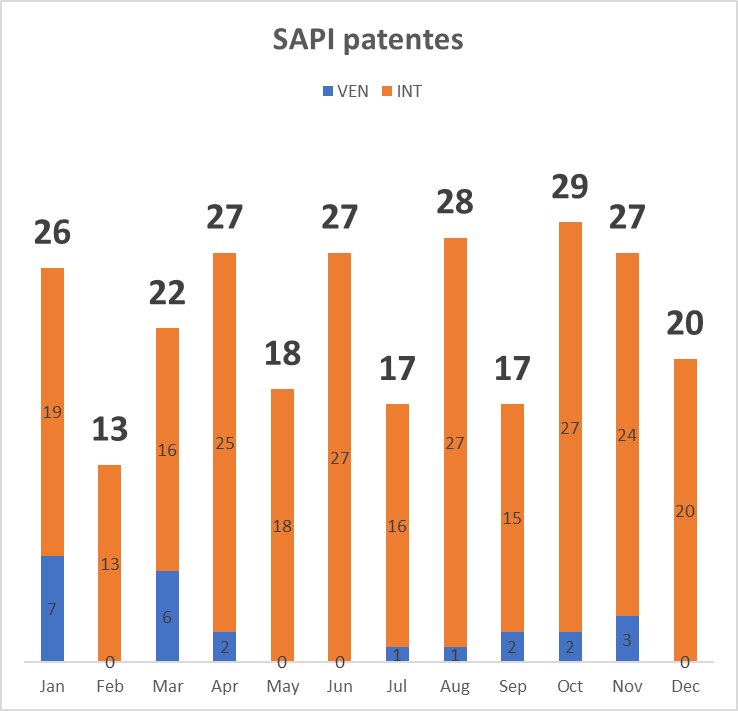 SAPI patentes
VEN INT
26 13 22 27 18 27 17 28 17 29 27 20
19 13 16 25 18 27 16 27 15 27 24 20
7 0 6 2 0 0 1 1 2 2 3 0
Jan Feb Mar Apr May Jun Jul Aug Sep Oct Nov Dec